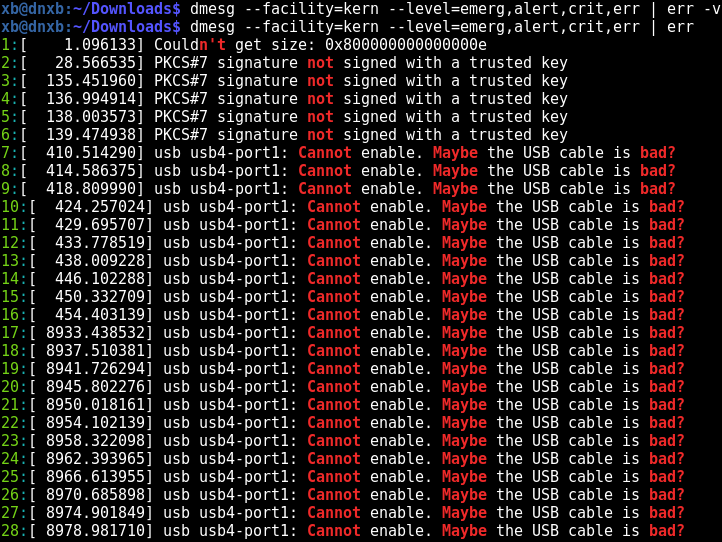 xb@dnxb:~/Downloads$ dmesg --facility=kern --level=emerg,alert,crit,err | err -v
xb@dnxb:~/Downloads$ dmesg --facility=kern --level=emerg,alert,crit,err | err
1:[    1.096133] Couldn't get size: 0x800000000000000e
2:[   28.566535] PKCS#7 signature not signed with a trusted key
3:[  135.451960] PKCS#7 signature not signed with a trusted key
4:[  136.994914] PKCS#7 signature not signed with a trusted key
5:[  138.003573] PKCS#7 signature not signed with a trusted key
6:[  139.474938] PKCS#7 signature not signed with a trusted key
7:[  410.514290] usb usb4-port1: Cannot enable. Maybe the USB cable is bad?
8:[  414.586375] usb usb4-port1: Cannot enable. Maybe the USB cable is bad?
9:[  418.809990] usb usb4-port1: Cannot enable. Maybe the USB cable is bad?
10:[  424.257024] usb usb4-port1: Cannot enable. Maybe the USB cable is bad?
11:[  429.695707] usb usb4-port1: Cannot enable. Maybe the USB cable is bad?
12:[  433.778519] usb usb4-port1: Cannot enable. Maybe the USB cable is bad?
13:[  438.009228] usb usb4-port1: Cannot enable. Maybe the USB cable is bad?
14:[  446.102288] usb usb4-port1: Cannot enable. Maybe the USB cable is bad?
15:[  450.332709] usb usb4-port1: Cannot enable. Maybe the USB cable is bad?
16:[  454.403139] usb usb4-port1: Cannot enable. Maybe the USB cable is bad?
17:[ 8933.438532] usb usb4-port1: Cannot enable. Maybe the USB cable is bad?
18:[ 8937.510381] usb usb4-port1: Cannot enable. Maybe the USB cable is bad?
19:[ 8941.726294] usb usb4-port1: Cannot enable. Maybe the USB cable is bad?
20:[ 8945.802276] usb usb4-port1: Cannot enable. Maybe the USB cable is bad?
21:[ 8950.018161] usb usb4-port1: Cannot enable. Maybe the USB cable is bad?
22:[ 8954.102139] usb usb4-port1: Cannot enable. Maybe the USB cable is bad?
23:[ 8958.322098] usb usb4-port1: Cannot enable. Maybe the USB cable is bad?
24:[ 8962.393965] usb usb4-port1: Cannot enable. Maybe the USB cable is bad?
25:[ 8966.613955] usb usb4-port1: Cannot enable. Maybe the USB cable is bad?
26:[ 8970.685898] usb usb4-port1: Cannot enable. Maybe the USB cable is bad?
27:[ 8974.901849] usb usb4-port1: Cannot enable. Maybe the USB cable is bad?
28:[ 8978.981710] usb usb4-port1: Cannot enable. Maybe the USB cable is bad?